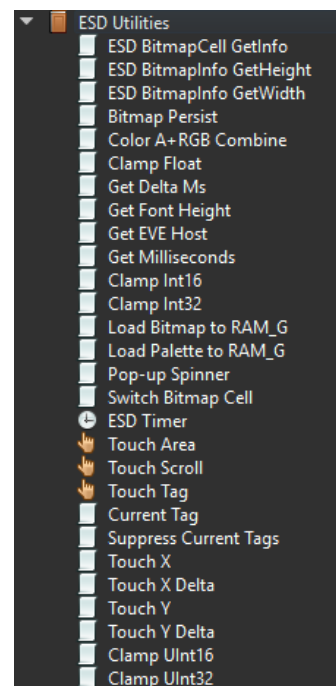 ESD Utilities
ESD BitmapCell GetInfo
ESD BitmapInfo GetHeight
ESD BitmapInfo GetWidth
Bitmap Persist
Color A+RGB Combine
Clamp Float
Get Delta Ms
Get Font Height
Get EVE Host
Get Milliseconds
Clamp Int16
Clamp Int32
Load Bitmap to RAM_G
Load Palette to RAM_G
Pop-up Spinner
Switch Bitmap Cell
ESD Timer
Touch Area
Touch Scroll
Touch Tag
Current Tag
Suppress Current Tags
Touch X
Touch X Delta
Touch Y
Touch Y Delta
Clamp UInt16
Clamp UInt32